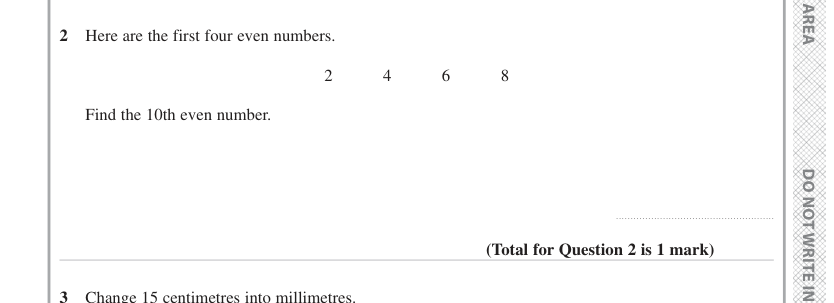 2 Here are the first four even numbers.
2 4 6 8
Find the 10th even number.
(Total for Question 2 is 1 mark)
3 Change 15 centimetres into millimetres.
AREA
DO NOT WRITE IN